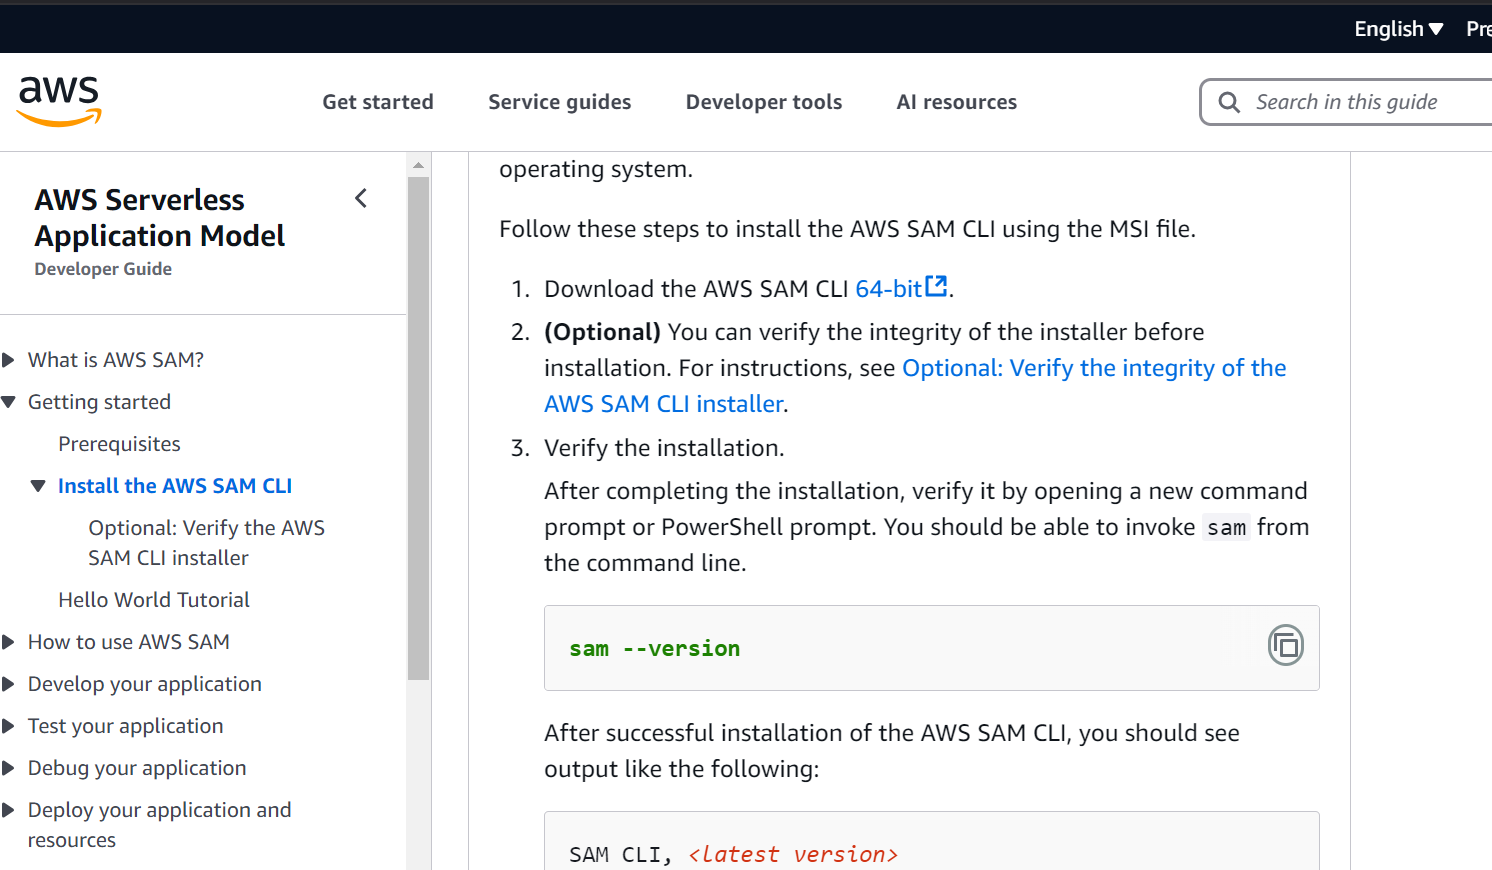 English ▼ Pre
aws
Get started Service guides Developer tools AI resources
Search in this guide
AWS Serverless
Application Model
Developer Guide
What is AWS SAM?
Getting started
Prerequisites
Install the AWS SAM CLI
Optional: Verify the AWS
SAM CLI installer
Hello World Tutorial
How to use AWS SAM
Develop your application
Test your application
Debug your application
Deploy your application and
resources
operating system.
Follow these steps to install the AWS SAM CLI using the MSI file.
1. Download the AWS SAM CLI 64-bit.
2. (Optional) You can verify the integrity of the installer before
installation. For instructions, see Optional: Verify the integrity of the
AWS SAM CLI installer.
3. Verify the installation.
After completing the installation, verify it by opening a new command
prompt or PowerShell prompt. You should be able to invoke sam from
the command line.
sam --version
After successful installation of the AWS SAM CLI, you should see
output like the following:
SAM CLI, <latest version>